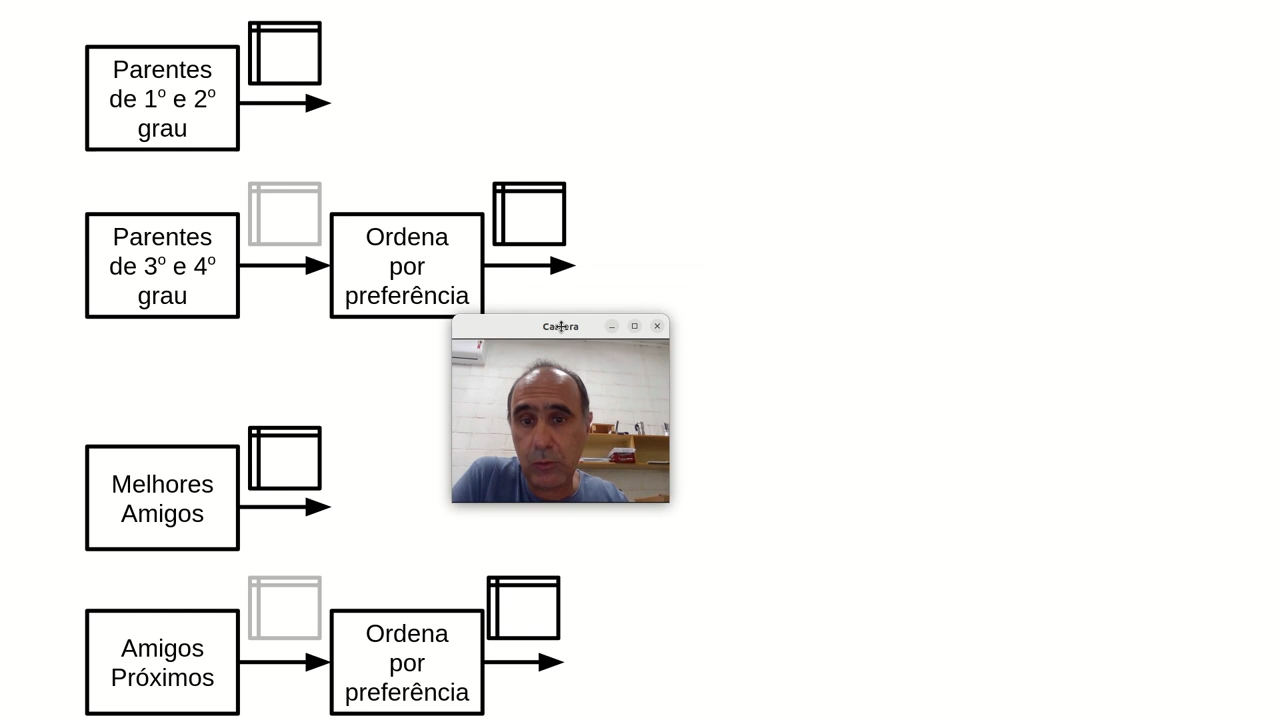 Parentes
de 1º e 2º
grau
Parentes
de 3º e 4º
grau
Ordena
por
preferência
Melhores
Amigos
Amigos
Próximos
Ordena
por
preferência